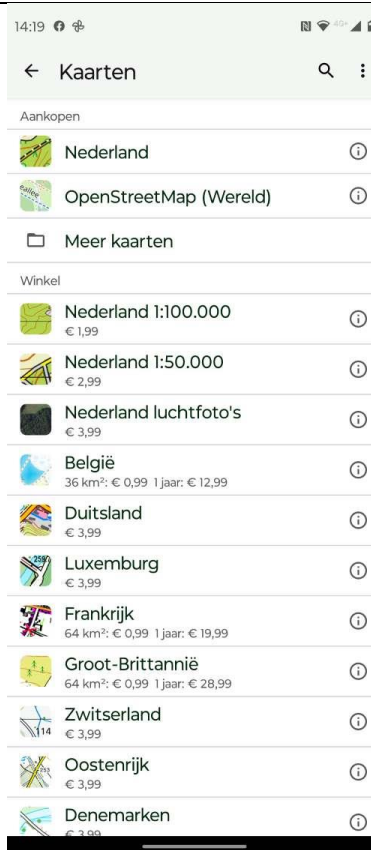 14:19
4G+
Kaarten
Aankopen
Nederland
OpenStreetMap (Wereld)
Meer kaarten
Winkel
Nederland 1:100.000
€ 1,99
Nederland 1:50.000
€ 2,99
Nederland luchtfoto's
€ 3,99
België
36 km²: € 0,99 1 jaar: € 12,99
Duitsland
€ 3,99
Luxemburg
€ 3,99
Frankrijk
64 km²: € 0,99 1 jaar: € 19,99
Groot-Brittannië
64 km²: € 0,99 1 jaar: € 28,99
Zwitserland
€ 3,99
Oostenrijk
€ 3,99
Denemarken
€ 3,99